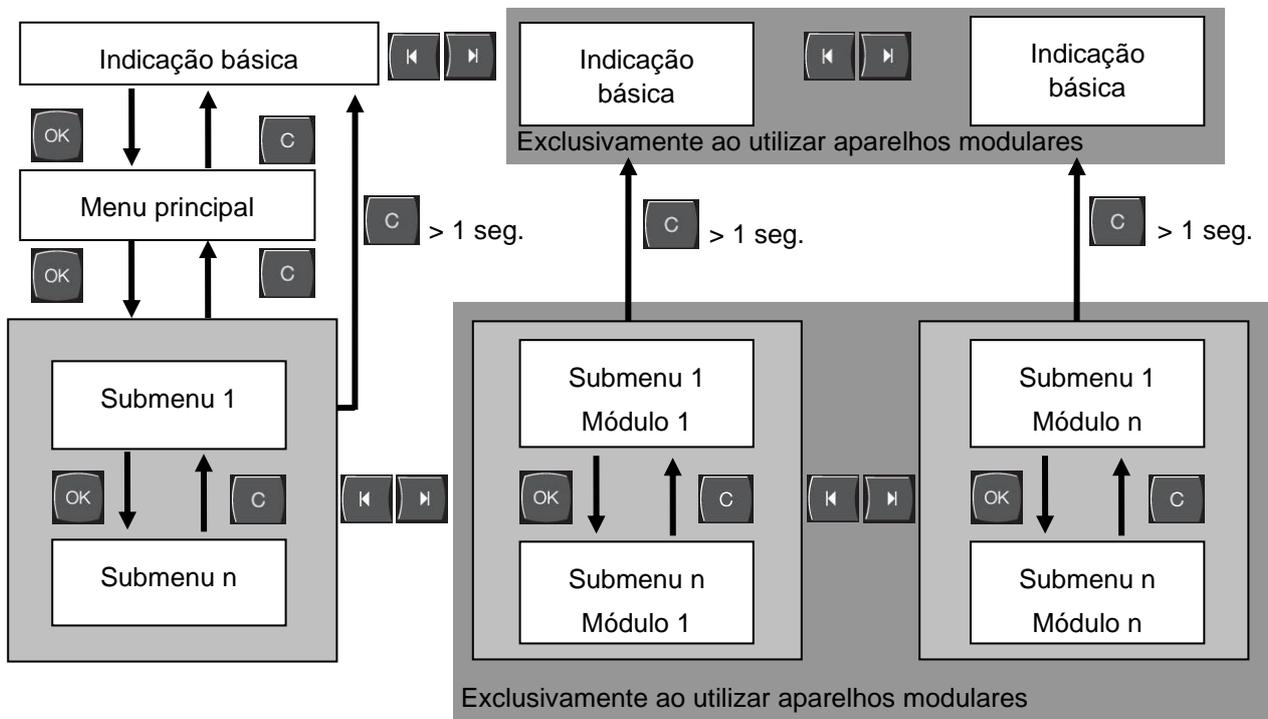 Indicação básica
Indicação
básica
Indicação
básica
Exclusivamente ao utilizar aparelhos modulares
OK
C
Menu principal
C
> 1 seg.
C
> 1 seg.
C
> 1 seg.
OK
C
Submenu 1
Submenu 1
Módulo 1
Submenu 1
Módulo n
OK
C
OK
C
OK
C
Submenu n
Submenu n
Módulo 1
Submenu n
Módulo n
Exclusivamente ao utilizar aparelhos modulares